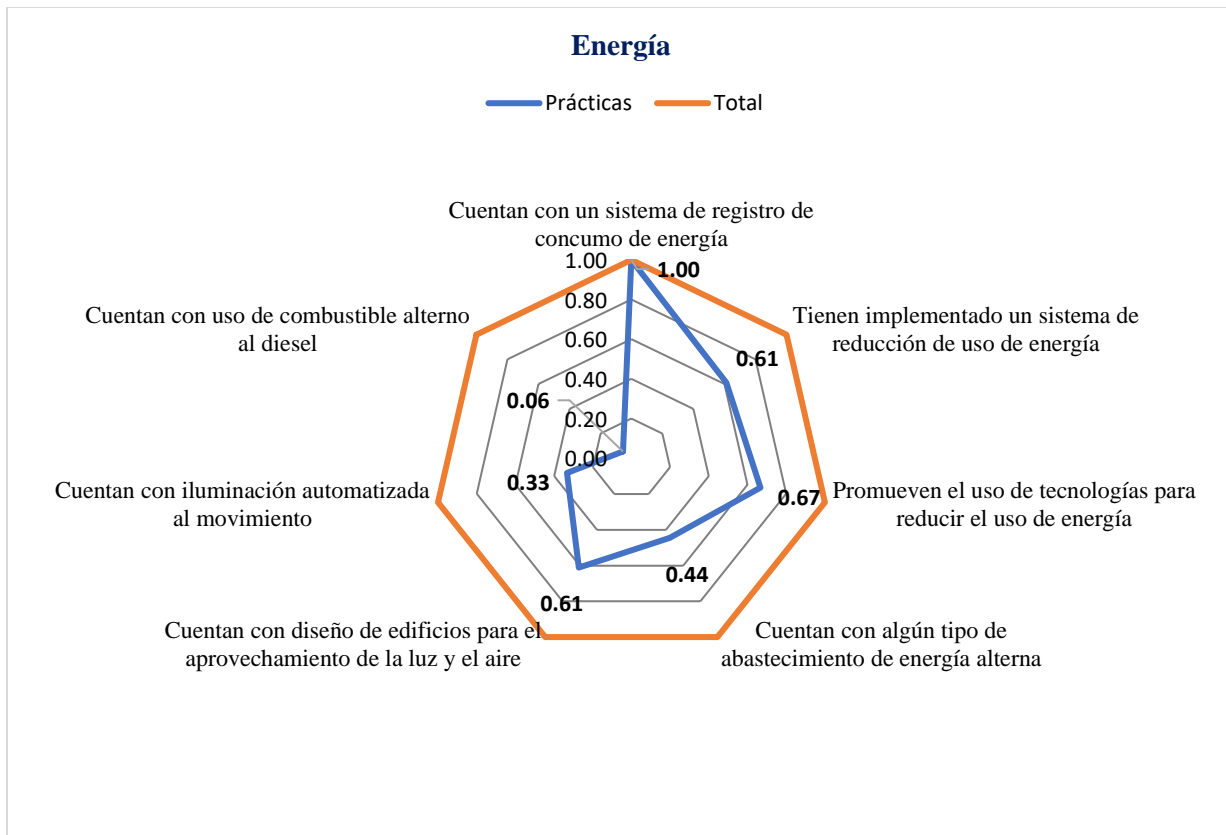 Energía
Prácticas Total
Cuentan con un sistema de registro de
concumo de energía
1.00
1.00
Cuentan con uso de combustible alterno
al diesel
Tienen implementado un sistema de
reducción de uso de energía
0.80
0.61
0.60
0.40
0.06
0.20
0.00
Cuentan con iluminación automatizada
al movimiento
0.33
0.67
Promueven el uso de tecnologías para
reducir el uso de energía
0.44
0.61
Cuentan con diseño de edificios para el
aprovechamiento de la luz y el aire
Cuentan con algún tipo de
abastecimiento de energía alterna